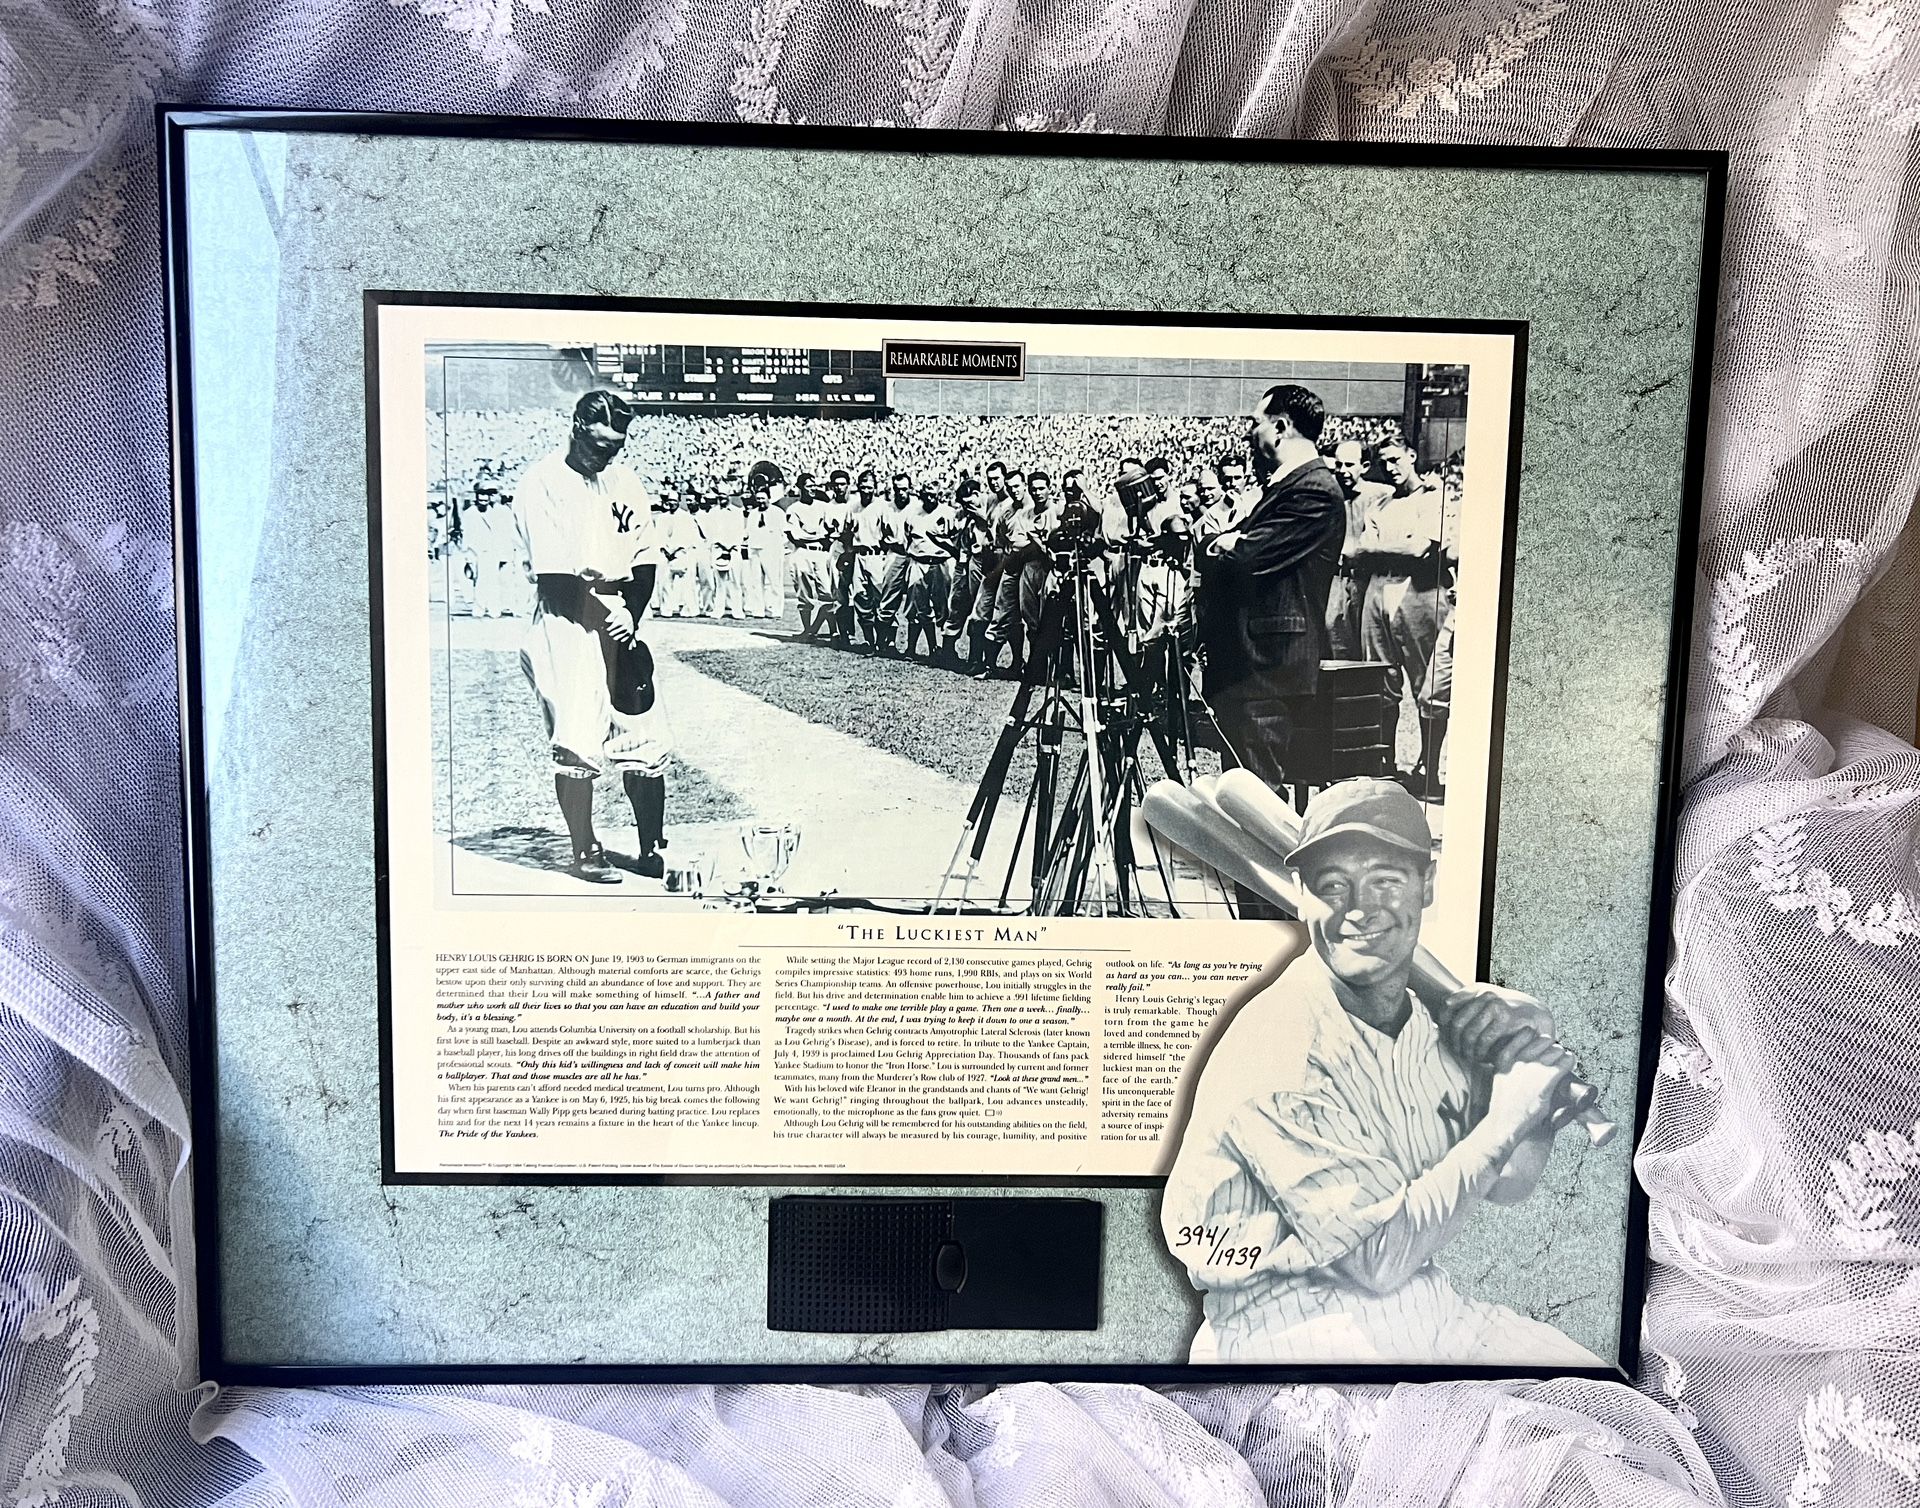 REMARKABLE MOMENTS
"THE LUCKIEST MAN"
HENRY LOUIS GEHRIG IS BORN ON June 19, 1903 to German immigrants on the
upper east side of Manhattan. Although material comforts are scarce, the Gehrigs
bestow upon their only surviving child an abundance of love and support. They are
determined that their Lou will make something of himself. "...A father and
mother who work all their lives so that you can have an education and build your
body, it's a blessing."
As a young man, Lou attends Columbia University on a football scholarship. But his
first love is still baseball. Despite an awkward style, more suited to a lumberjack than
a baseball player, his long drives off the buildings in right field draw the attention of
professional scouts. "Only this kid's willingness and lack of conceit will make him
a ballplayer. That and those muscles are all he has."
When his parents can't afford needed medical treatment, Lou turns pro. Although
his first appearance as a Yankee is on May 6, 1925, his big break comes the following
day when first baseman Wally Pipp gets beaned during batting practice. Lou replaces
him and for the next 14 years remains a fixture in the heart of the Yankee lineup.
The Pride of the Yankees.
While setting the Major League record of 2,130 consecutive games played, Gehrig
compiles impressive statistics: 493 home runs, 1,990 RBIs, and plays on six World
Series Championship teams. An offensive powerhouse, Lou initially struggles in the
field. But his drive and determination enable him to achieve a .991 lifetime fielding
percentage. "I used to make one terrible play a game. Then one a week... finally...
maybe one a month. At the end, I was trying to keep it down to one a season."
Tragedy strikes when Gehrig contracts Amyotrophic Lateral Sclerosis (later known
as Lou Gehrig's Disease), and is forced to retire. In tribute to the Yankee Captain,
July 4, 1939 is proclaimed Lou Gehrig Appreciation Day. Thousands of fans pack
Yankee Stadium to honor the "Iron Horse." Lou is surrounded by current and former
teammates, many from the Murderer's Row club of 1927. "Look at these grand men..."
With his beloved wife Eleanor in the grandstands and chants of "We want Gehrig!
We want Gehrig!" ringing throughout the ballpark, Lou advances unsteadily,
emotionally, to the microphone as the fans grow quiet.
Although Lou Gehrig will be remembered for his outstanding abilities on the field,
his true character will always be measured by his courage, humility, and positive
outlook on life. "As long as you're trying
as hard as you can... you can never
really fail."
Henry Louis Gehrig's legacy
is truly remarkable. Though
torn from the game he
loved and condemned by
a terrible illness, he con-
sidered himself "the
luckiest man on the
face of the earth."
His unconquerable
spirit in the face of
adversity remains
a source of inspi-
ration for us all.
394/1939